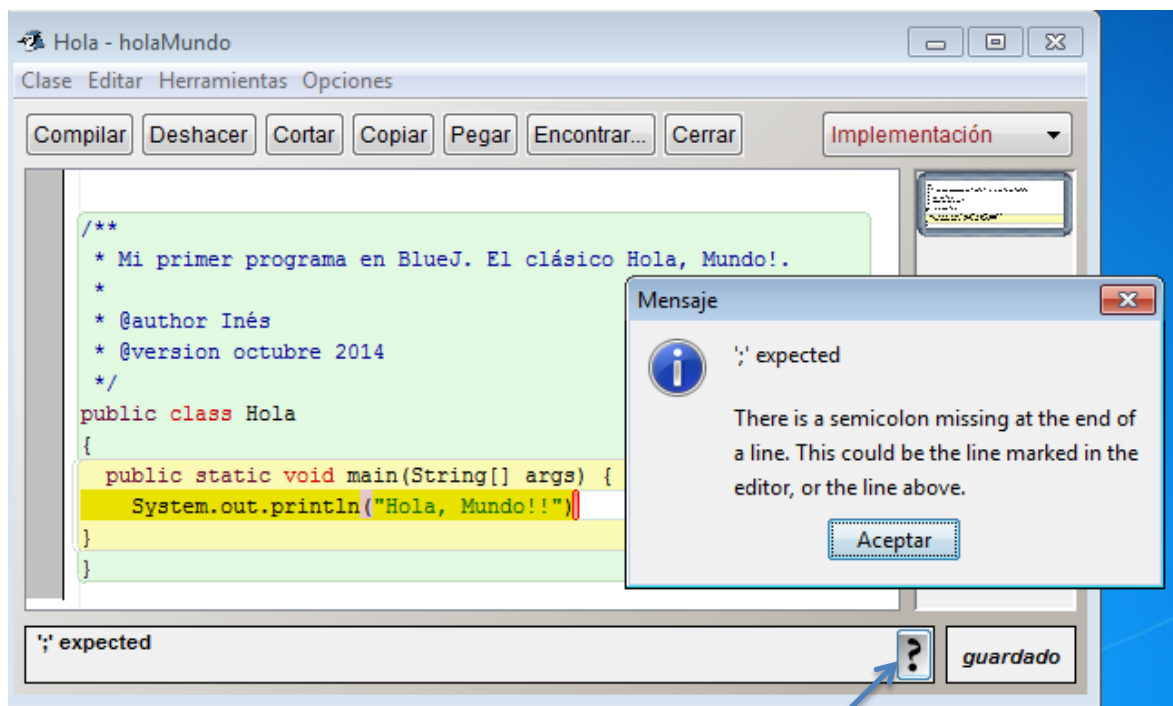 Hola - holaMundo
Clase Editar Herramientas Opciones
Compilar Deshacer Cortar Copiar Pegar Encontrar... Cerrar Implementación
/**
* Mi primer programa en BlueJ. El clásico Hola, Mundo!.
*
* @author Inés
* @version octubre 2014
*/
public class Hola
{
public static void main(String[] args) {
System.out.println("Hola, Mundo!!")
}
}
Mensaje
';' expected
There is a semicolon missing at the end of
a line. This could be the line marked in the
editor, or the line above.
Aceptar
';' expected
?
guardado